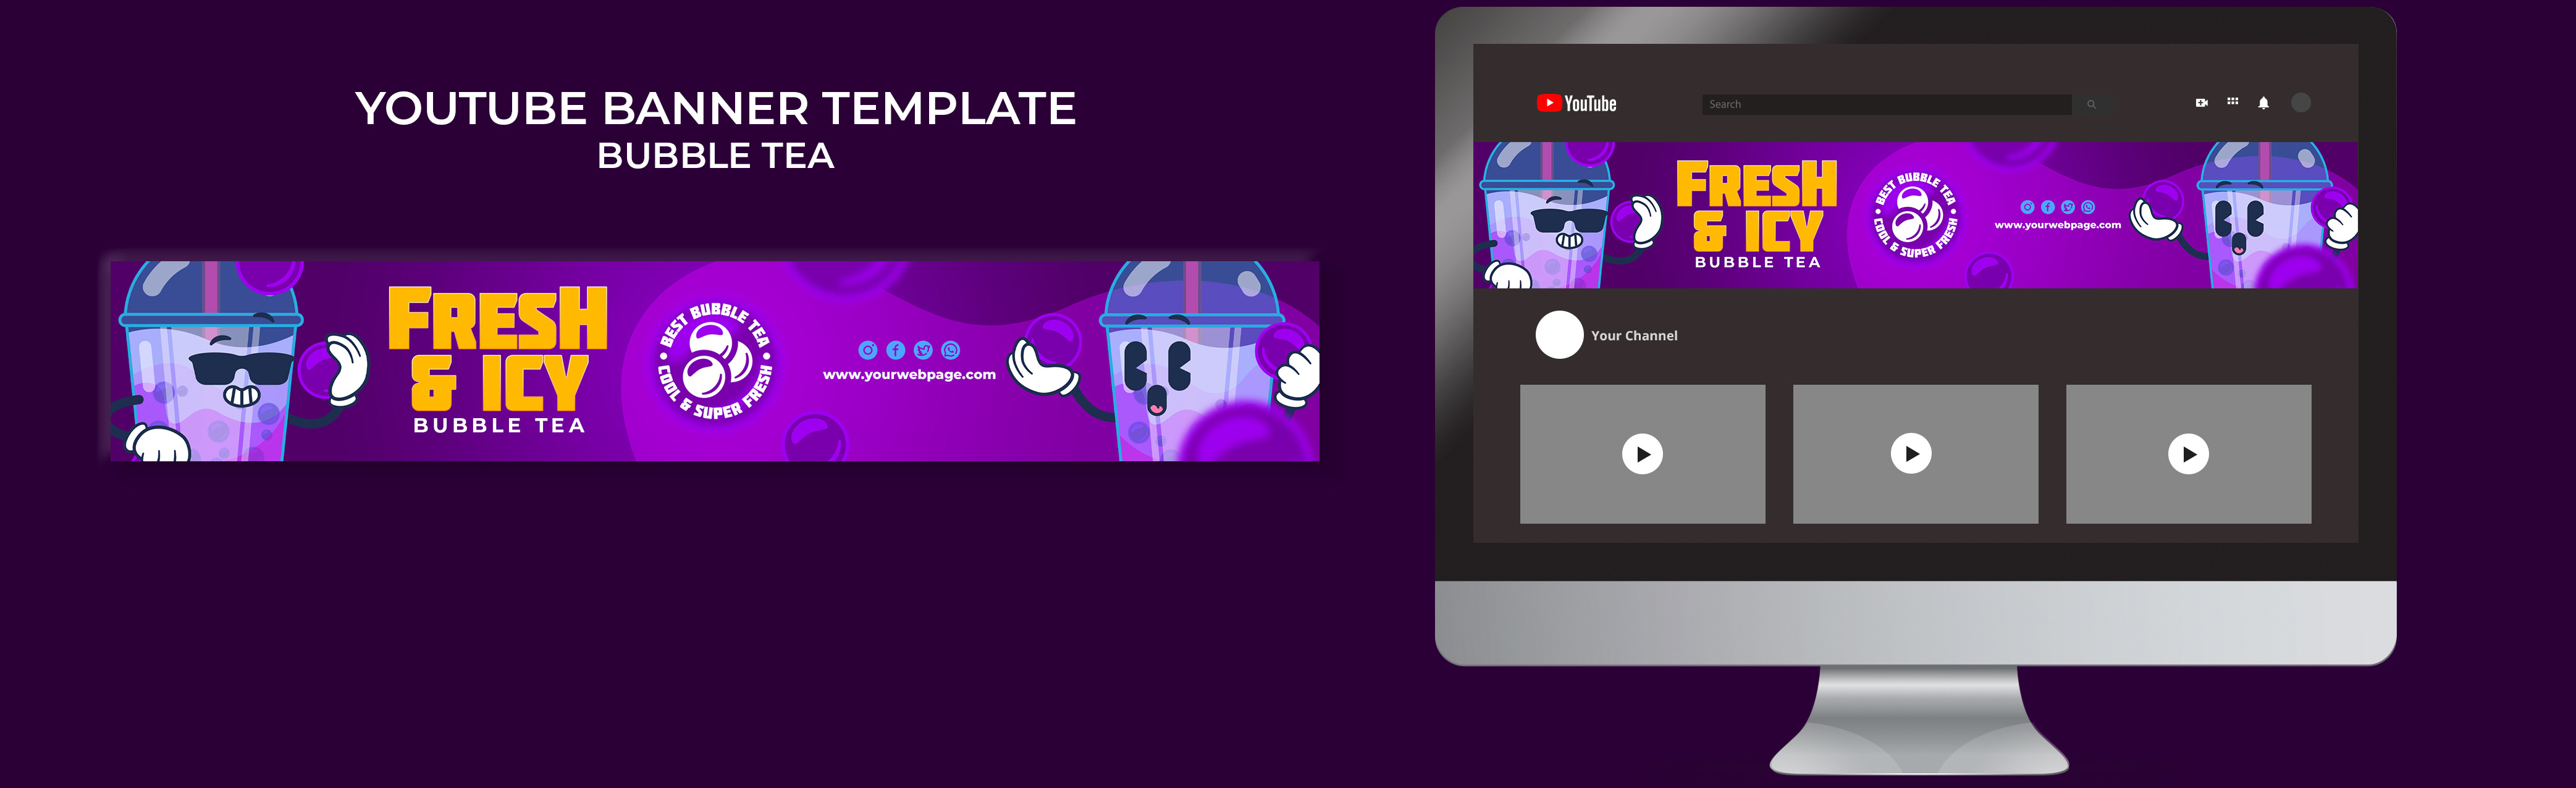 YOUTUBE BANNER TEMPLATE
BUBBLE TEA
FRESH
& ICY
BUBBLE TEA
BEST BUBBLE TEA
COOL & SUPER FRESH
www.yourwebpage.com
YouTube
Search
FRESH
& ICY
BUBBLE TEA
BEST BUBBLE TEA
COOL & SUPER FRESH
www.yourwebpage.com
Your Channel